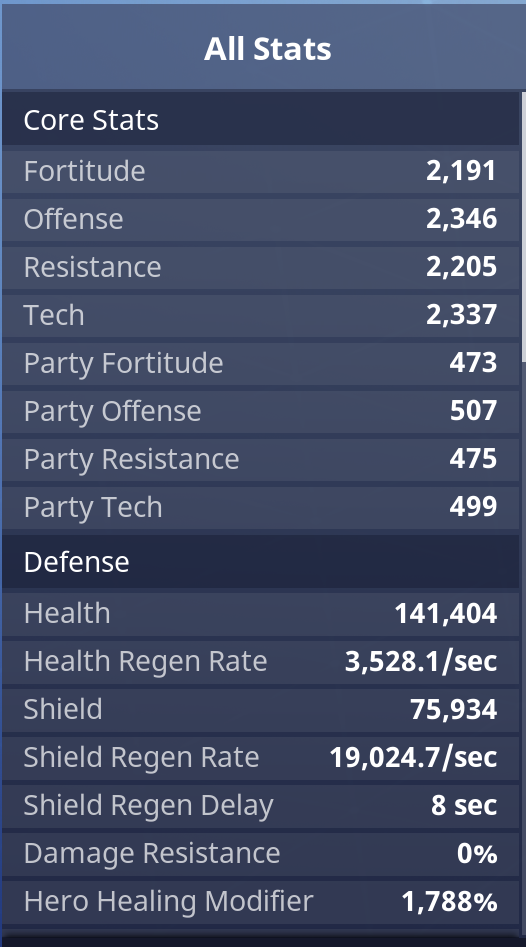 All Stats
Core Stats
Fortitude 2,191
Offense 2,346
Resistance 2,205
Tech 2,337
Party Fortitude 473
Party Offense 507
Party Resistance 475
Party Tech 499
Defense
Health 141,404
Health Regen Rate 3,528.1/sec
Shield 75,934
Shield Regen Rate 19,024.7/sec
Shield Regen Delay 8 sec
Damage Resistance 0%
Hero Healing Modifier 1,788%